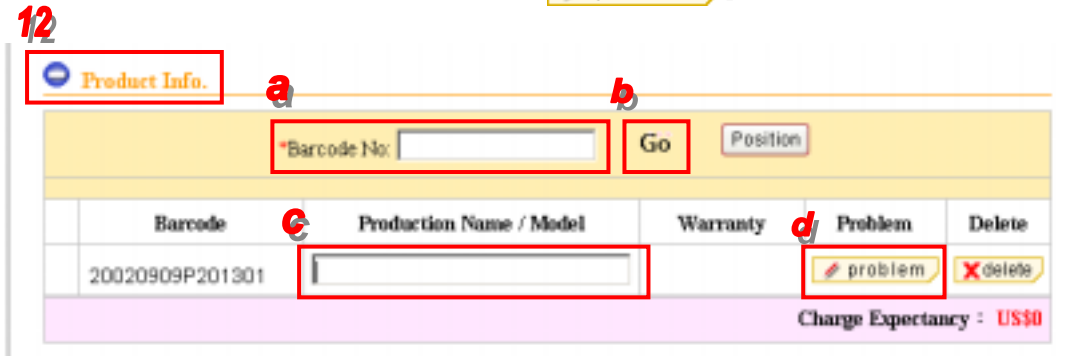 12
Product Info.
a
b
*Barcode No:
Go
Position
Barcode
c
Production Name / Model
Warranty
d
Problem
Delete
20020909P201301
problem
delete
Charge Expectancy : US$0